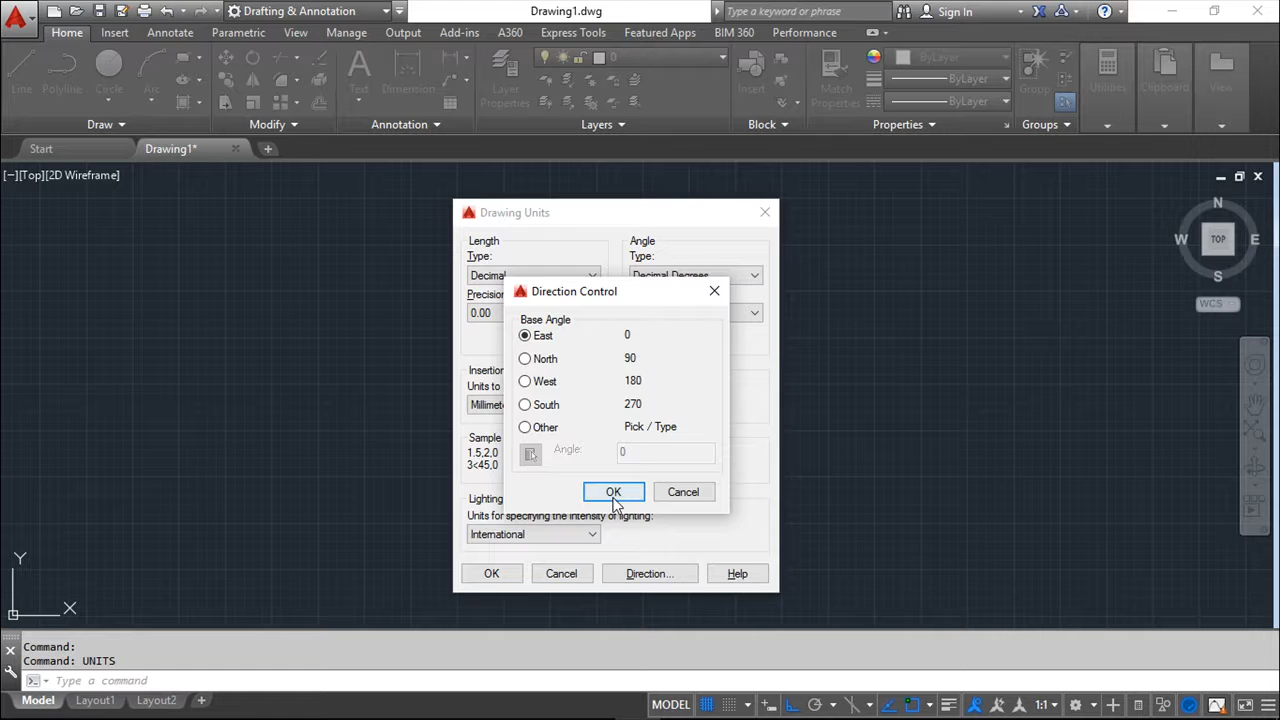 Drafting & Annotation
Drawing1.dwg
Type a keyword or phrase
Sign In
Home
Insert
Annotate
Parametric
View
Manage
Output
Add-ins
A360
Express Tools
Featured Apps
BIM 360
Performance
Line
Polyline
Circle
Arc
Text
Dimension
Layer
Properties
0
Insert
Match
Properties
ByLayer
ByLayer
ByLayer
Group
Utilities
Clipboard
View
Draw
Modify
Annotation
Layers
Block
Properties
Groups
Start
Drawing1*
[−][Top][2D Wireframe]
N
W
TOP
E
S
WCS
Drawing Units
Length
Type:
Decimal
Angle
Type:
Decimal Degrees
0.00
Units to
Sample
1.5,2.0
3<45,0
Lighting
Units for specifying the intensity of lighting:
International
OK
Cancel
Direction...
Help
Direction Control
Base Angle
East 0
North 90
West 180
South 270
Other Pick / Type
Angle: 0
OK
Cancel
Y
X
Command:
Command: UNITS
Type a command
Model
Layout1
Layout2
MODEL
1:1